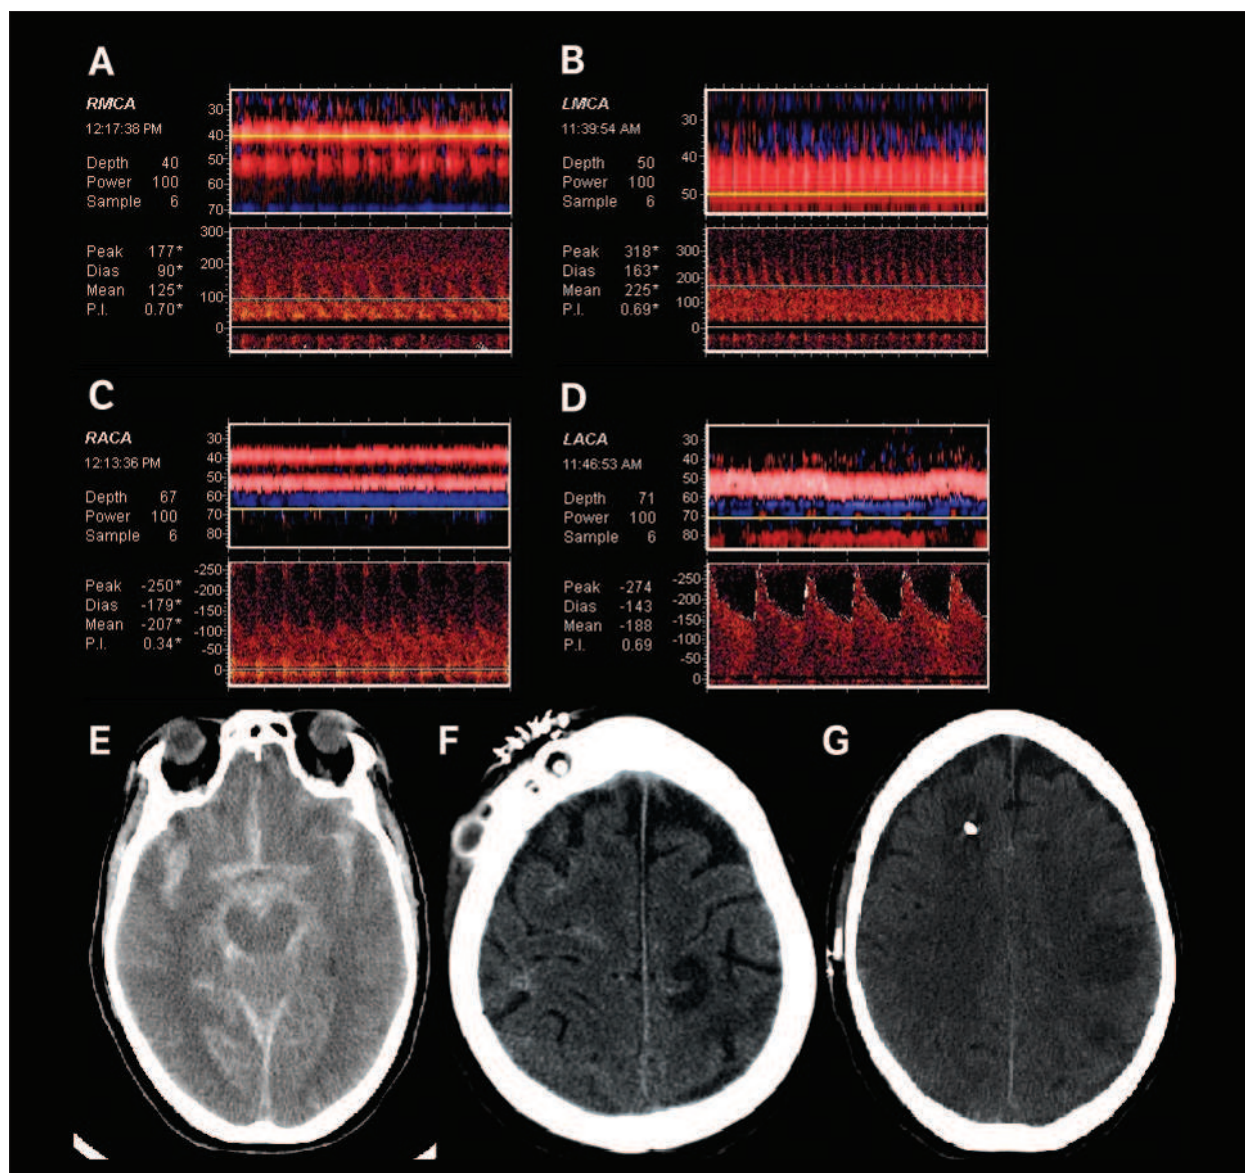 A
RMCA
12:17:38 PM
Depth 40
Power 100
Sample 6
30
40
50
60
70
Peak 177*
Dias 90*
Mean 125*
P.I. 0.70*
300
200
100
0
B
LMCA
11:39:54 AM
Depth 50
Power 100
Sample 6
30
40
50
Peak 318*
Dias 163*
Mean 225*
P.I. 0.69*
300
200
100
0
C
RACA
12:13:36 PM
Depth 67
Power 100
Sample 6
30
40
50
60
70
80
Peak -250*
Dias -179*
Mean -207*
P.I. 0.34*
-250
-200
-150
-100
-50
0
D
LACA
11:46:53 AM
Depth 71
Power 100
Sample 6
30
40
50
60
70
80
Peak -274
Dias -143
Mean -188
P.I. 0.69
-250
-200
-150
-100
-50
0
E
F
G